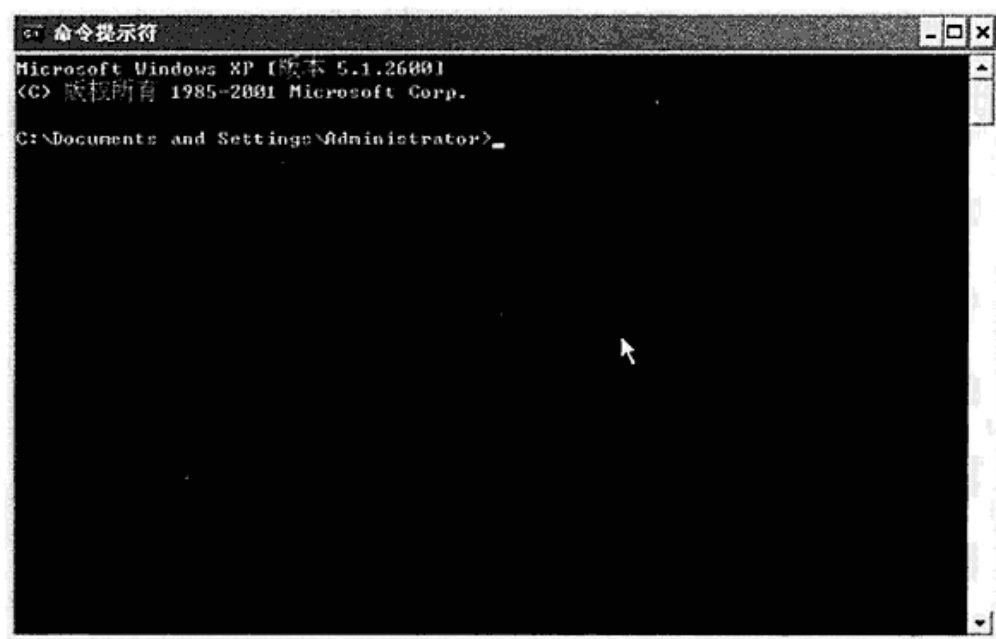 命令提示符
Microsoft Windows XP [版本 5.1.2600]
(C) 版权所有 1985-2001 Microsoft Corp.
C:\Documents and Settings\Administrator>